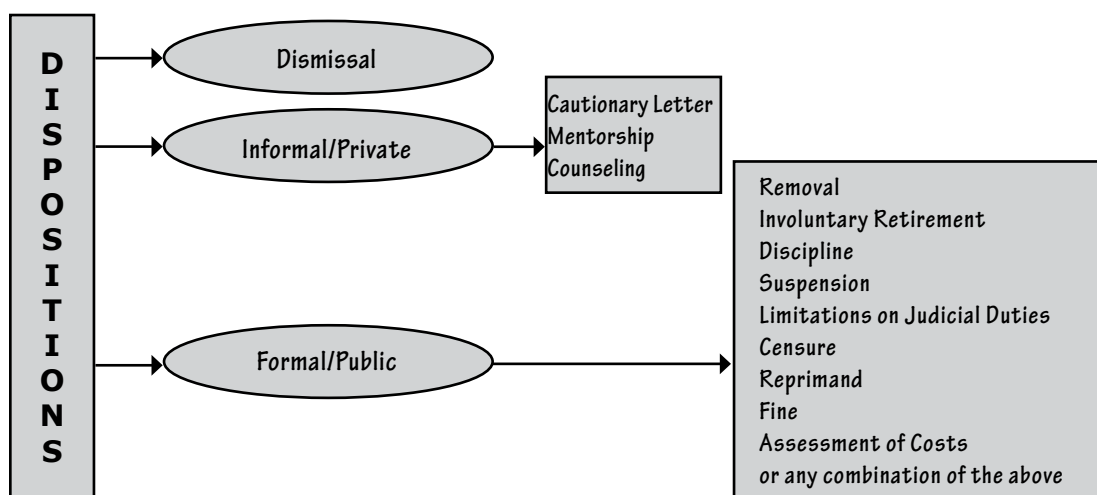 DISPOSITIONS
Dismissal
Informal/Private
Cautionary Letter
Mentorship
Counseling
Formal/Public
Removal
Involuntary Retirement
Discipline
Suspension
Limitations on Judicial Duties
Censure
Reprimand
Fine
Assessment of Costs
or any combination of the above